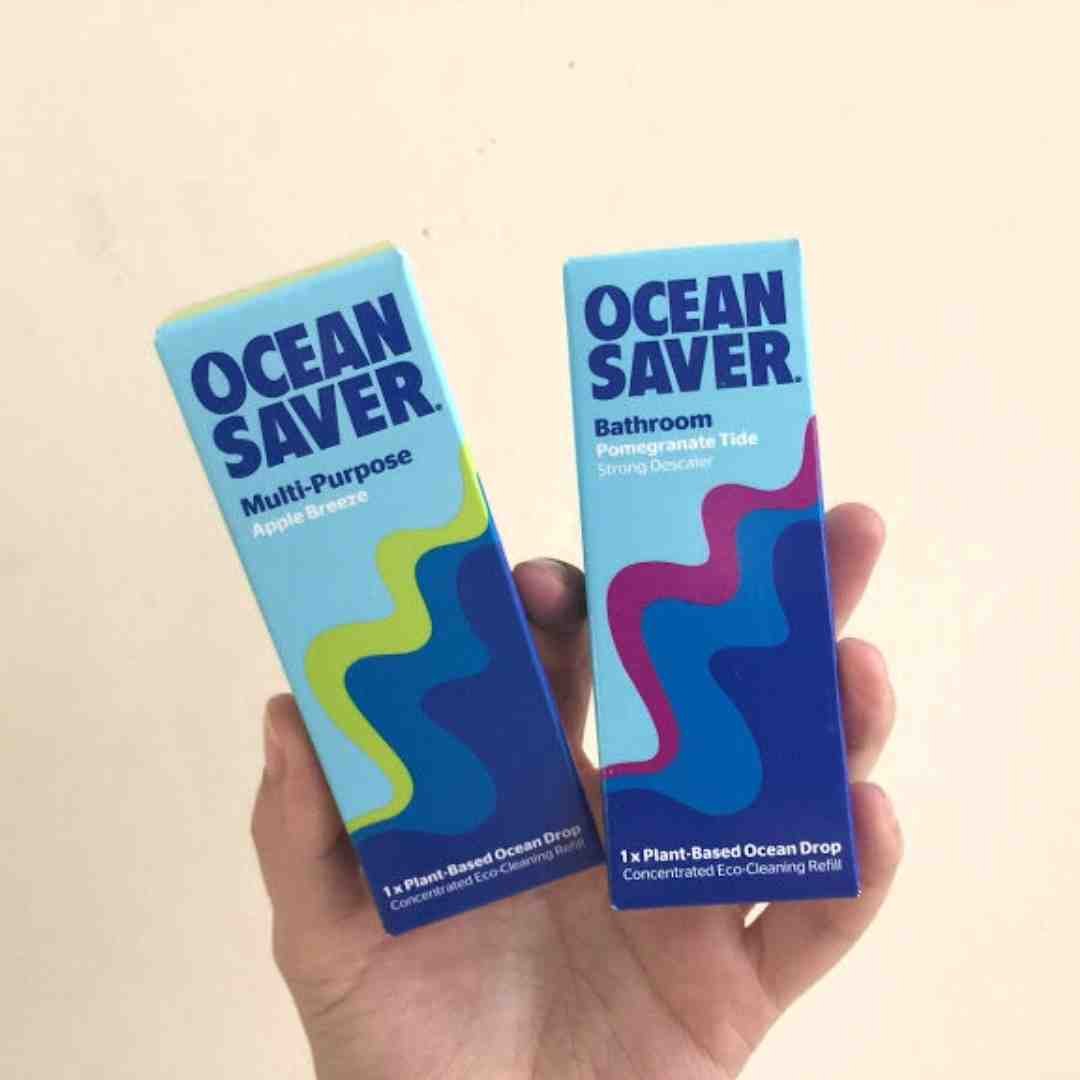 OCEAN
SAVER.
Multi-Purpose
Apple Breeze
1 x Plant-Based Ocean Drop
Concentrated Eco-Cleaning Refill
OCEAN
SAVER.
Bathroom
Pomegranate Tide
Strong Descaler
1 x Plant-Based Ocean Drop
Concentrated Eco-Cleaning Refill